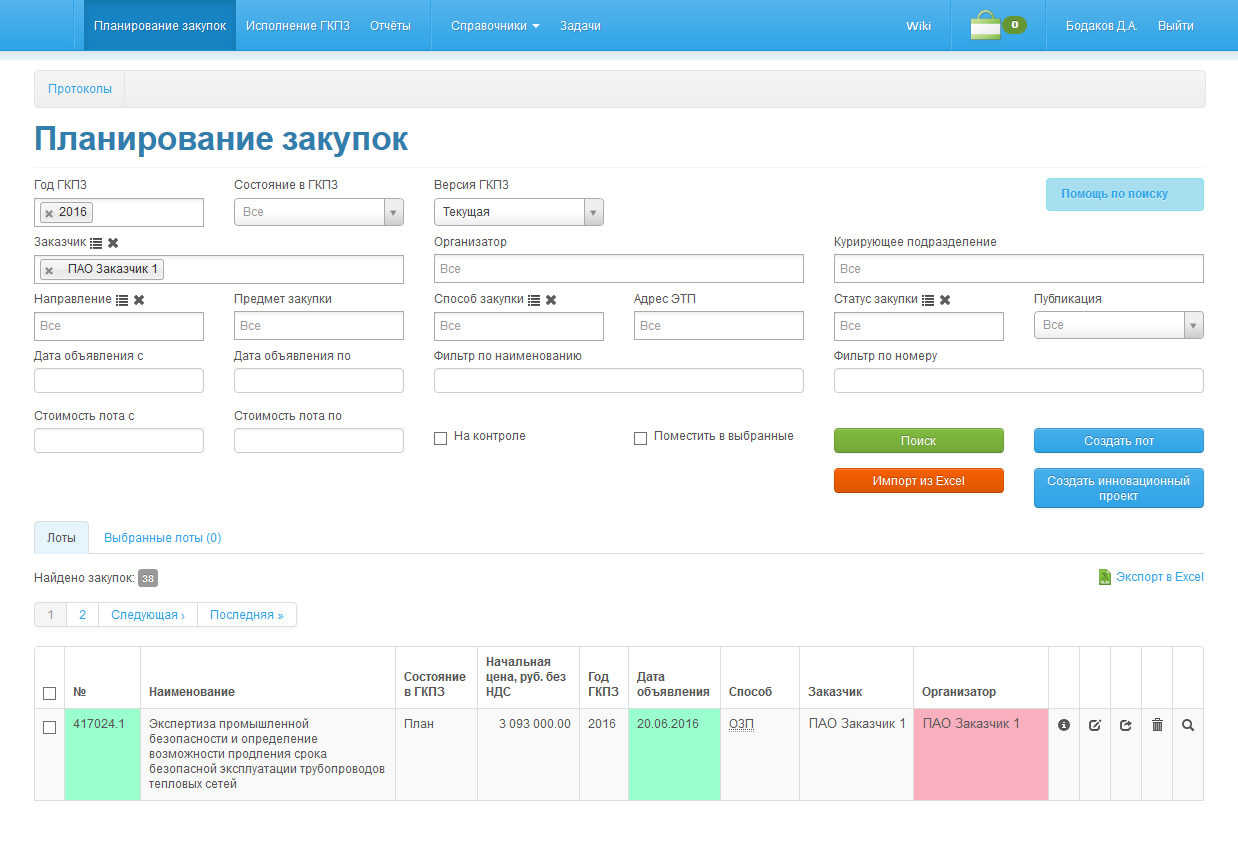 Планирование закупок Исполнение ГКПЗ Отчёты Справочники Задачи Wiki 0 Бодаков Д.А. Выйти
Протоколы
Планирование закупок
Год ГКПЗ Состояние в ГКПЗ Версия ГКПЗ
2016 Все Текущая Помощь по поиску
Заказчик Организатор Курирующее подразделение
ПАО Заказчик 1 Все Все
Направление Предмет закупки Способ закупки Адрес ЭТП Статус закупки Публикация
Все Все Все Все Все Все
Дата объявления с Дата объявления по Фильтр по наименованию Фильтр по номеру
Стоимость лота с Стоимость лота по
На контроле Поместить в выбранные Поиск Создать лот
Импорт из Excel Создать инновационный
проект
Лоты Выбранные лоты (0)
Найдено закупок: 38 Экспорт в Excel
1 2 Следующая › Последняя »
№ Наименование Состояние
в ГКПЗ Начальная
цена, руб. без
НДС Год
ГКПЗ Дата
объявления Способ Заказчик Организатор
417024.1 Экспертиза промышленной
безопасности и определение
возможности продления срока
безопасной эксплуатации трубопроводов
тепловых сетей План 3 093 000.00 2016 20.06.2016 ОЗП ПАО Заказчик 1 ПАО Заказчик 1